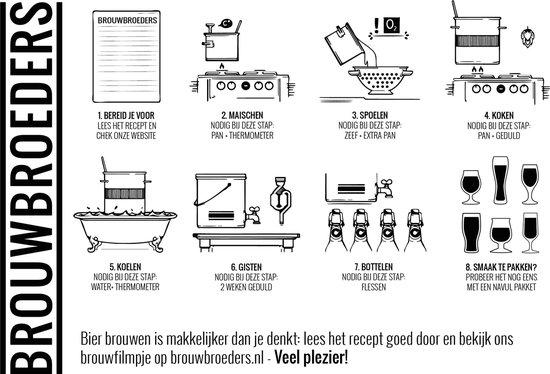 BROUWBROEDERS
BROUWBROEDERS
1. BEREID JE VOOR
LEES HET RECEPT EN
CHEK ONZE WEBSITE
2. MAISCHEN
NODIG BIJ DEZE STAP:
PAN + THERMOMETER
! O2
3. SPOELEN
NODIG BIJ DEZE STAP:
ZEEF + EXTRA PAN
4. KOKEN
NODIG BIJ DEZE STAP:
PAN + GEDULD
5. KOELEN
NODIG BIJ DEZE STAP:
WATER+ THERMOMETER
6. GISTEN
NODIG BIJ DEZE STAP:
2 WEKEN GEDULD
7. BOTTELEN
NODIG BIJ DEZE STAP:
FLESSEN
8. SMAAK TE PAKKEN?
PROBEER HET NOG EENS
MET EEN NAVUL PAKKET
Bier brouwen is makkelijker dan je denkt: lees het recept goed door en bekijk ons
brouwfilmpje op brouwbroeders.nl - Veel plezier!